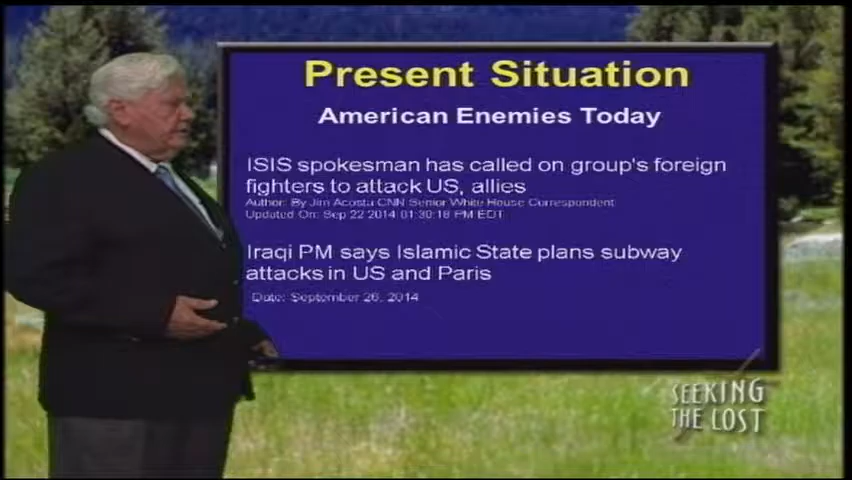 Present Situation
American Enemies Today
ISIS spokesman has called on group's foreign
fighters to attack US, allies
Author: By Jim Acosta CNN Senior White House Correspondent
Updated On: Sep 22 2014 01:30:18 PM EDT
Iraqi PM says Islamic State plans subway
attacks in US and Paris
Date: September 26, 2014
SEEKING
THE LOST